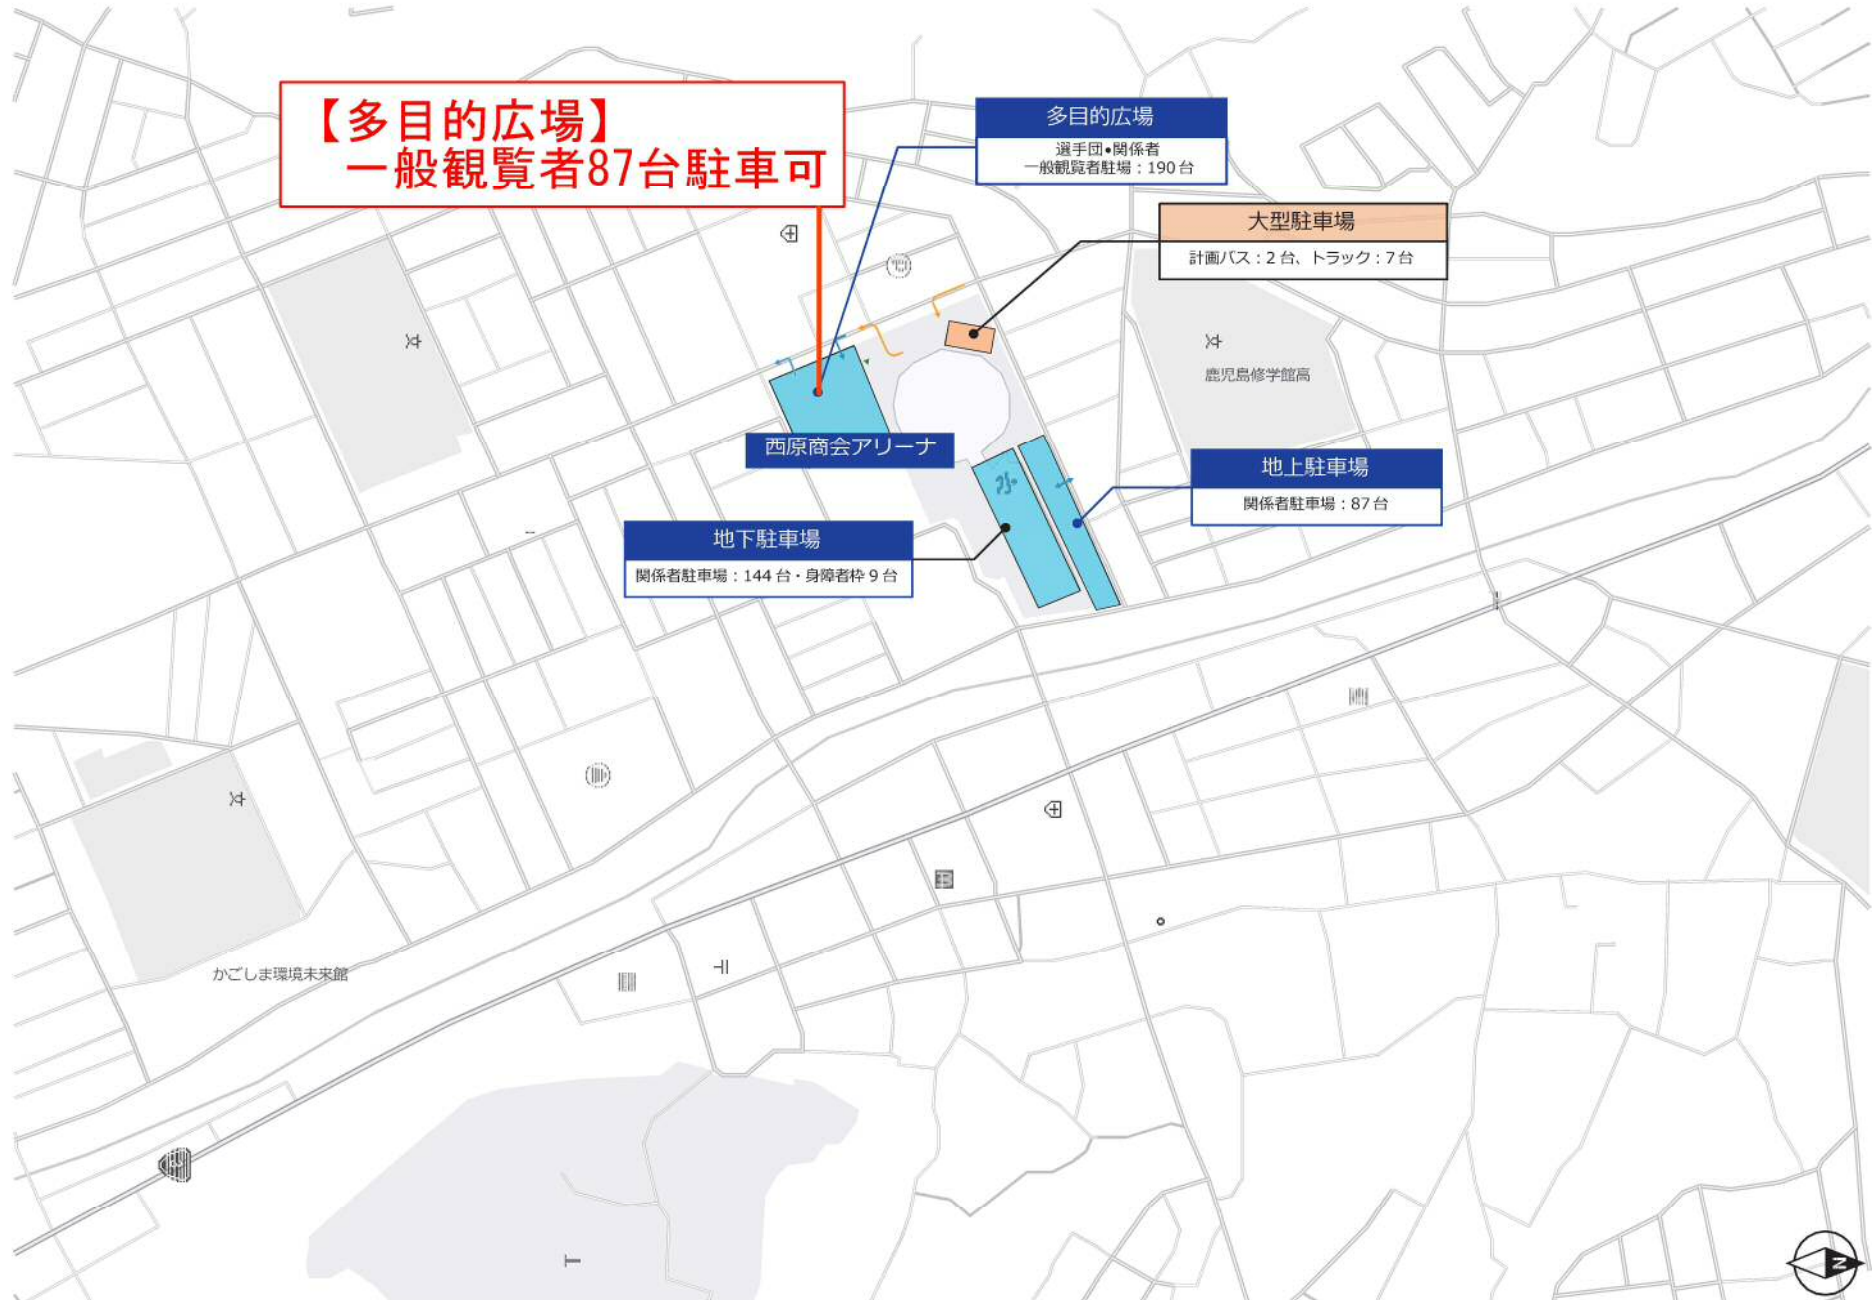 【多目的広場】
一般観覧者87台駐車可
多目的広場
選手団•関係者
一般観覧者駐場：190台
大型駐車場
計画バス：2台、トラック：7台
鹿児島修学館高
西原商会アリーナ
地上駐車場
関係者駐車場：87台
地下駐車場
関係者駐車場：144台・身障者枠9台
かごしま環境未来館
N